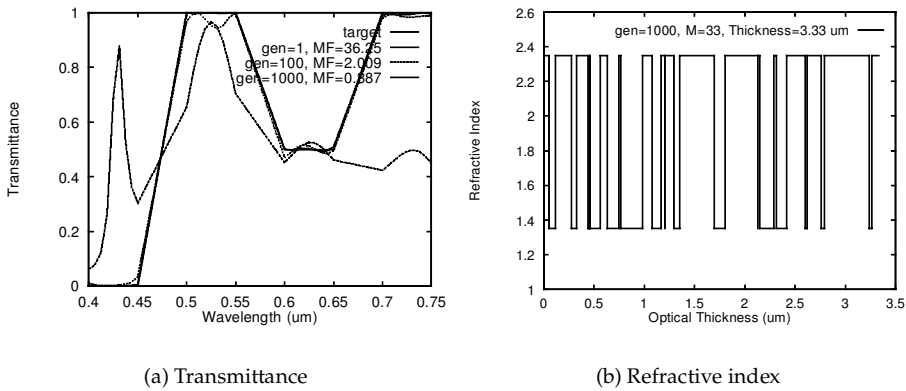 1
0.8
0.6
0.4
0.2
0
0.4 0.45 0.5 0.55 0.6 0.65 0.7 0.75
Transmittance
Wavelength (um)
target
gen=1, MF=36.25
gen=100, MF=2.009
gen=1000, MF=0.387
2.6
2.4
2.2
2
1.8
1.6
1.4
1.2
1
0 0.5 1 1.5 2 2.5 3 3.5
Refractive Index
Optical Thickness (um)
gen=1000, M=33, Thickness=3.33 um
(a) Transmittance
(b) Refractive index